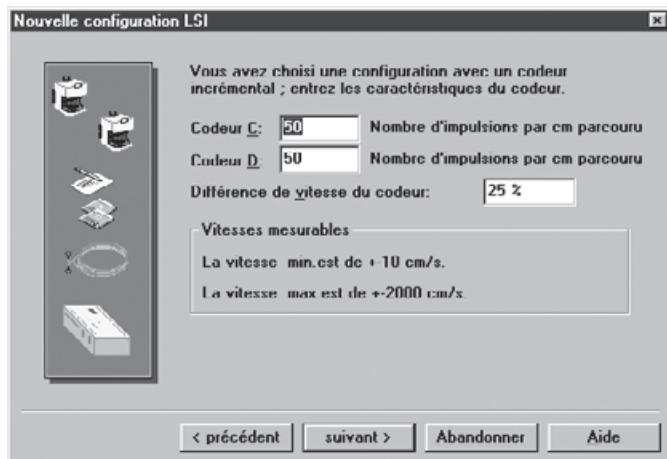 Nouvelle configuration LSI
Vous avez choisi une configuration avec un codeur
incrémental ; entrez les caractéristiques du codeur.
Codeur C: 50 Nombre d'impulsions par cm parcouru
Codeur D: 50 Nombre d'impulsions par cm parcouru
Différence de vitesse du codeur: 25 %
Vitesses mesurables
La vitesse min.est de +-10 cm/s.
La vitesse max est de +-2000 cm/s.
< précédent suivant > Abandonner Aide